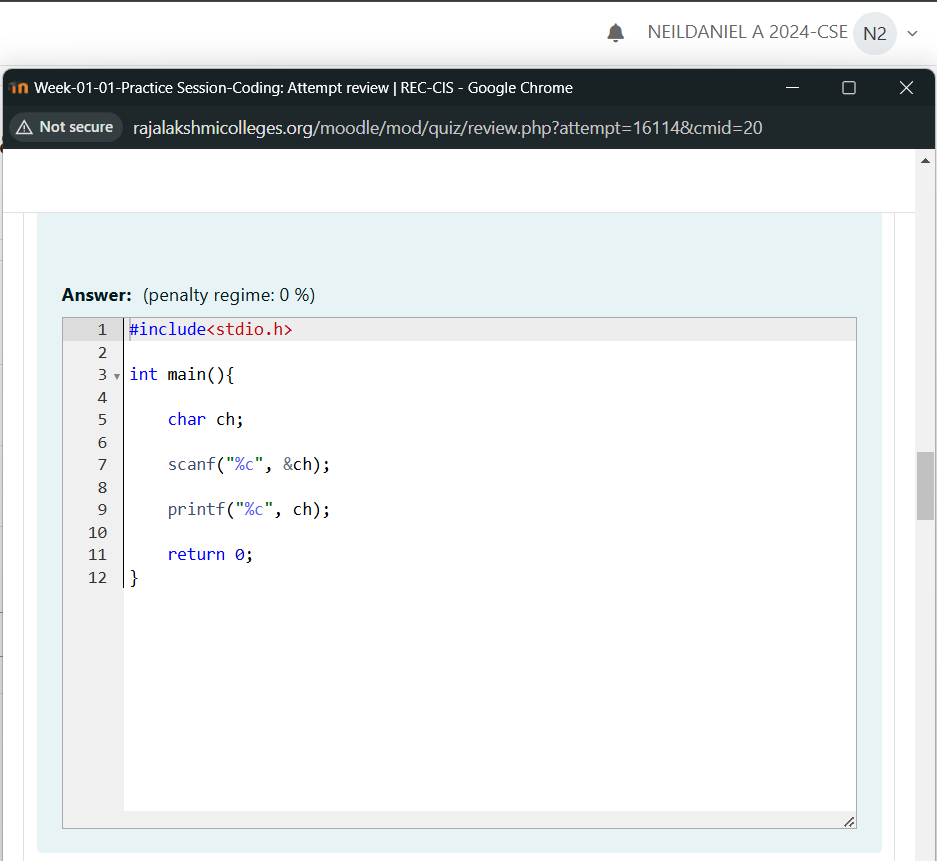 NEILDANIEL A 2024-CSE N2
Week-01-01-Practice Session-Coding: Attempt review | REC-CIS - Google Chrome
Not secure rajalakshmicolleges.org/moodle/mod/quiz/review.php?attempt=16114&cmid=20
Answer: (penalty regime: 0 %)
1 #include<stdio.h>
2
3 int main(){
4
5 char ch;
6
7 scanf("%c", &ch);
8
9 printf("%c", ch);
10
11 return 0;
12 }